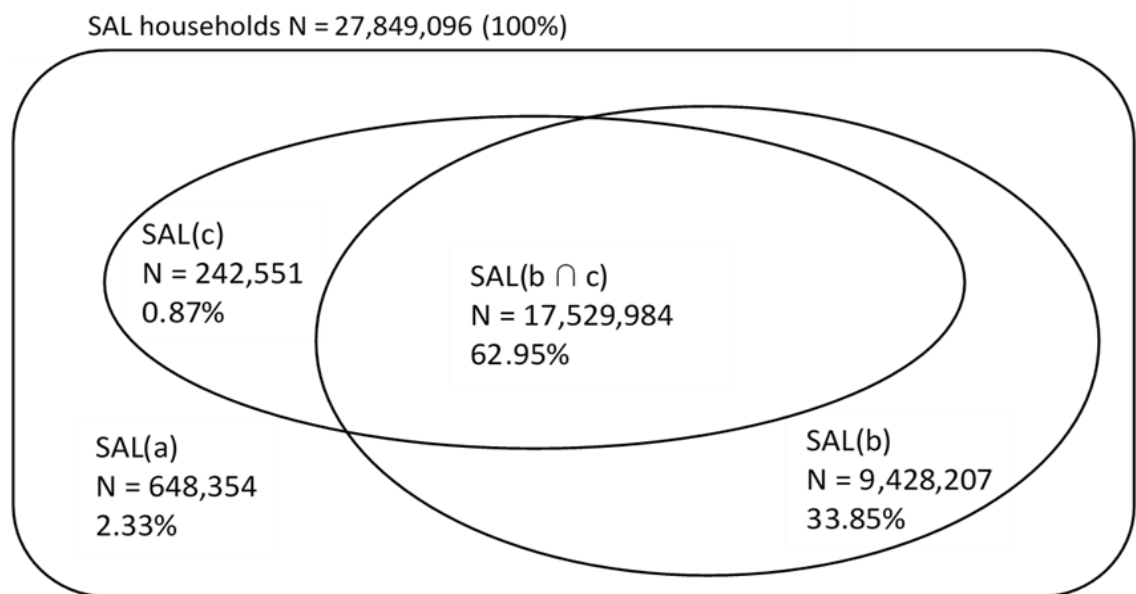 SAL households N = 27,849,096 (100%)
SAL(c)
N = 242,551
0.87%
SAL(b ∩ c)
N = 17,529,984
62.95%
SAL(a)
N = 648,354
2.33%
SAL(b)
N = 9,428,207
33.85%